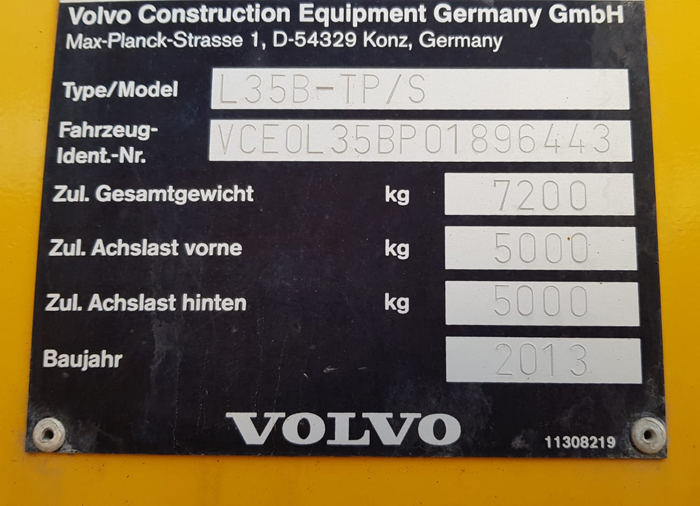 Volvo Construction Equipment Germany GmbH
Max-Planck-Strasse 1, D-54329 Konz, Germany
Type/Model L35B-TP/S
Fahrzeug-
Ident.-Nr. VCE0L35BP01896443
Zul. Gesamtgewicht kg 7200
Zul. Achslast vorne kg 5000
Zul. Achslast hinten kg 5000
Baujahr 2013
VOLVO
11308219